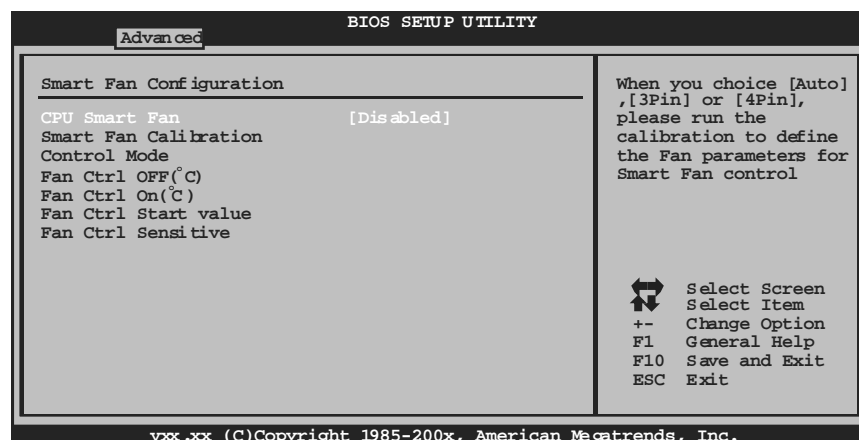 BIOS SETUP UTILITY
Advanced
Smart Fan Configuration
CPU Smart Fan [Disabled]
Smart Fan Calibration
Control Mode
Fan Ctrl OFF(°C)
Fan Ctrl On(°C)
Fan Ctrl Start value
Fan Ctrl Sensitive
When you choice [Auto]
,[3Pin] or [4Pin],
please run the
calibration to define
the Fan parameters for
Smart Fan control
Select Screen
Select Item
+- Change Option
F1 General Help
F10 Save and Exit
ESC Exit
vxx.xx (C)Copyright 1985-200x, American Megatrends, Inc.